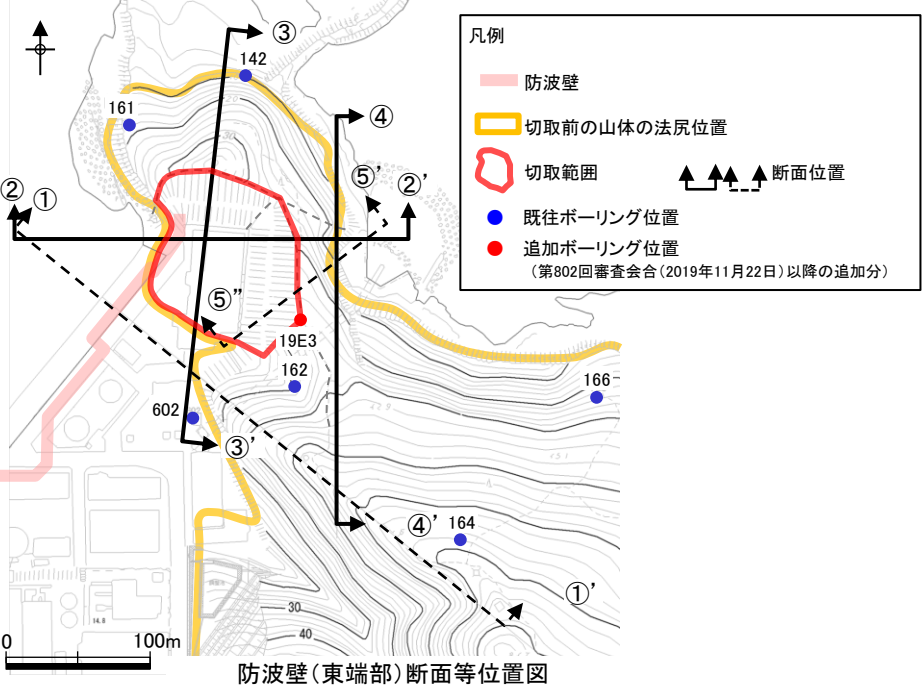 凡例
防波壁
切取前の山体の法尻位置
切取範囲
断面位置
既往ボーリング位置
追加ボーリング位置
(第802回審査会合(2019年11月22日)以降の追加分)
③
142
④
161
⑤’
②’
②
①
⑤”
19E3
162
166
602
③’
④’
164
①’
30
40
0
100m
防波壁(東端部)断面等位置図